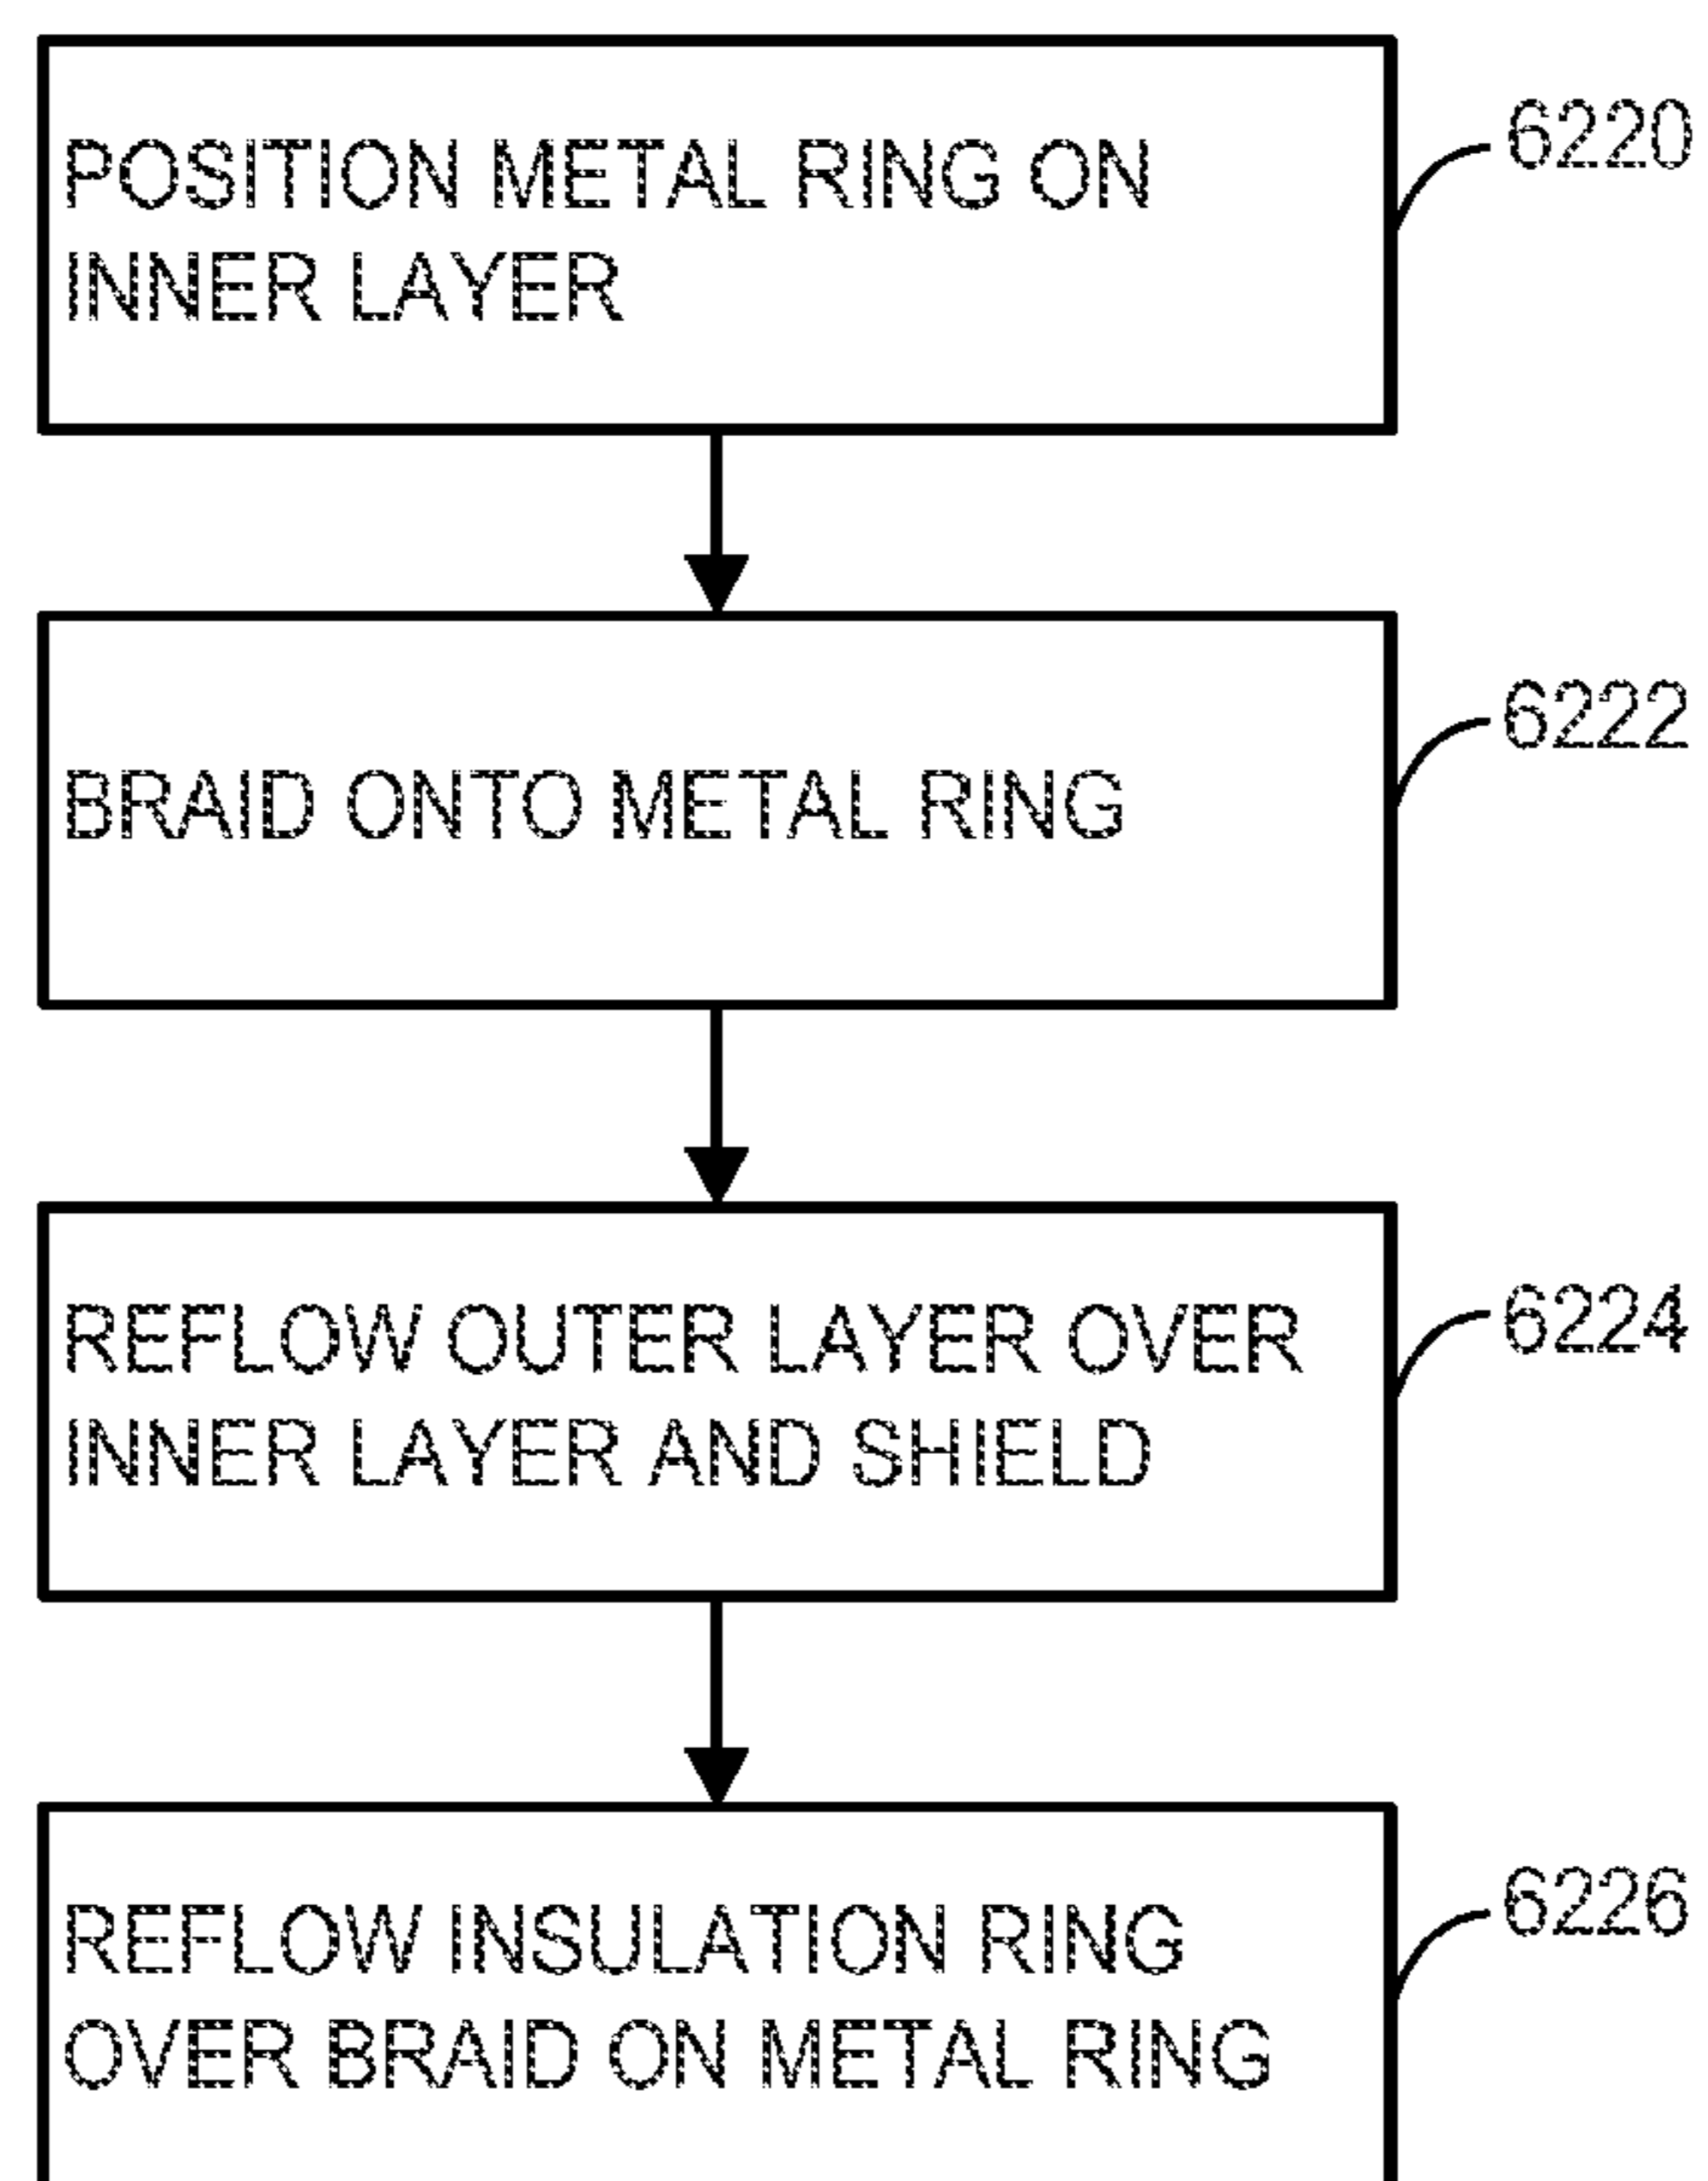 POSITION METAL RING ON
INNER LAYER
6220
BRAID ONTO METAL RING
6222
REFLOW OUTER LAYER OVER
INNER LAYER AND SHIELD
6224
REFLOW INSULATION RING
OVER BRAID ON METAL RING
6226